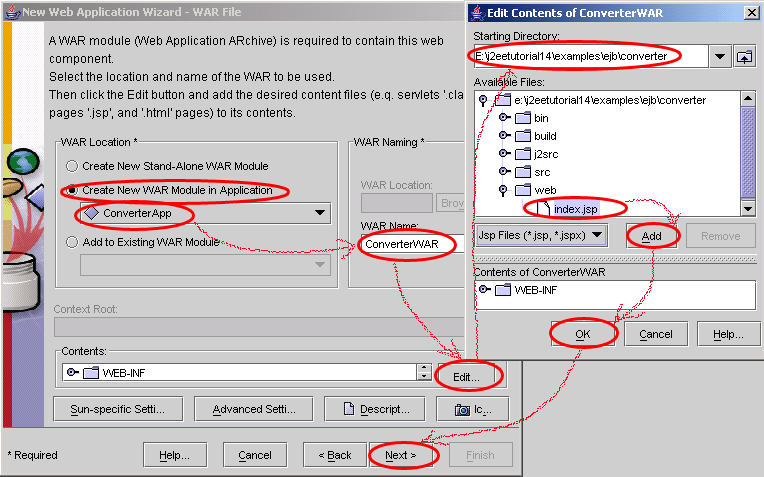 New Web Application Wizard - WAR File
A WAR module (Web Application ARchive) is required to contain this web
component.
Select the location and name of the WAR to be used.
Then click the Edit button and add the desired content files (e.q. servlets '.cla
pages '.jsp', and '.html' pages) to its contents.
WAR Location *
Create New Stand-Alone WAR Module
Create New WAR Module in Application
ConverterApp
Add to Existing WAR Module
WAR Naming *
WAR Location:
Brow
WAR Name:
ConverterWAR
Context Root:
Contents:
WEB-INF
Edit...
Sun-specific Setti...
Advanced Setti...
Descript...
Ic...
* Required
Help...
Cancel
< Back
Next >
Finish
Edit Contents of ConverterWAR
Starting Directory:
E:\j2eetutorial14\examples\ejb\converter
Available Files:
e:\j2eetutorial14\examples\ejb\converter
bin
build
j2src
src
web
index.jsp
Jsp Files (*.jsp, *.jspx)
Add
Remove
Contents of ConverterWAR
WEB-INF
OK
Cancel
Help...